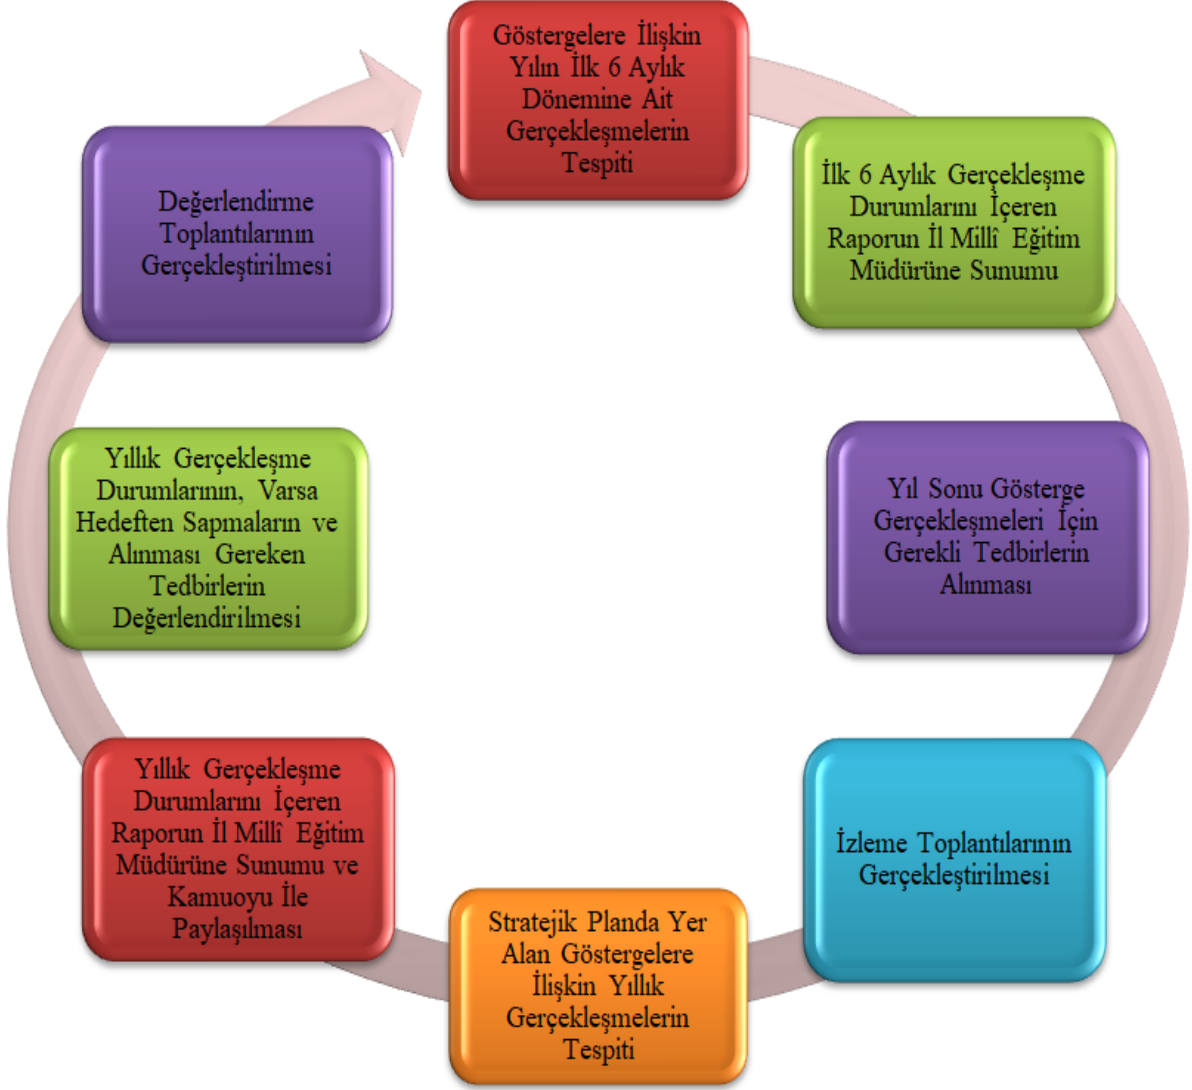 Göstergelere İlişkin
Yılın İlk 6 Aylık
Dönemine Ait
Gerçekleşmelerin
Tespiti
İlk 6 Aylık Gerçekleşme
Durumlarını İçeren
Raporun İl Millî Eğitim
Müdürüne Sunumu
Yıl Sonu Gösterge
Gerçekleşmeleri İçin
Gerekli Tedbirlerin
Alınması
İzleme Toplantılarının
Gerçekleştirilmesi
Stratejik Planda Yer
Alan Göstergelere
İlişkin Yıllık
Gerçekleşmelerin
Tespiti
Yıllık Gerçekleşme
Durumlarını İçeren
Raporun İl Millî Eğitim
Müdürüne Sunumu ve
Kamuoyu İle
Paylaşılması
Yıllık Gerçekleşme
Durumlarının, Varsa
Hedeften Sapmaların ve
Alınması Gereken
Tedbirlerin
Değerlendirilmesi
Değerlendirme
Toplantılarının
Gerçekleştirilmesi